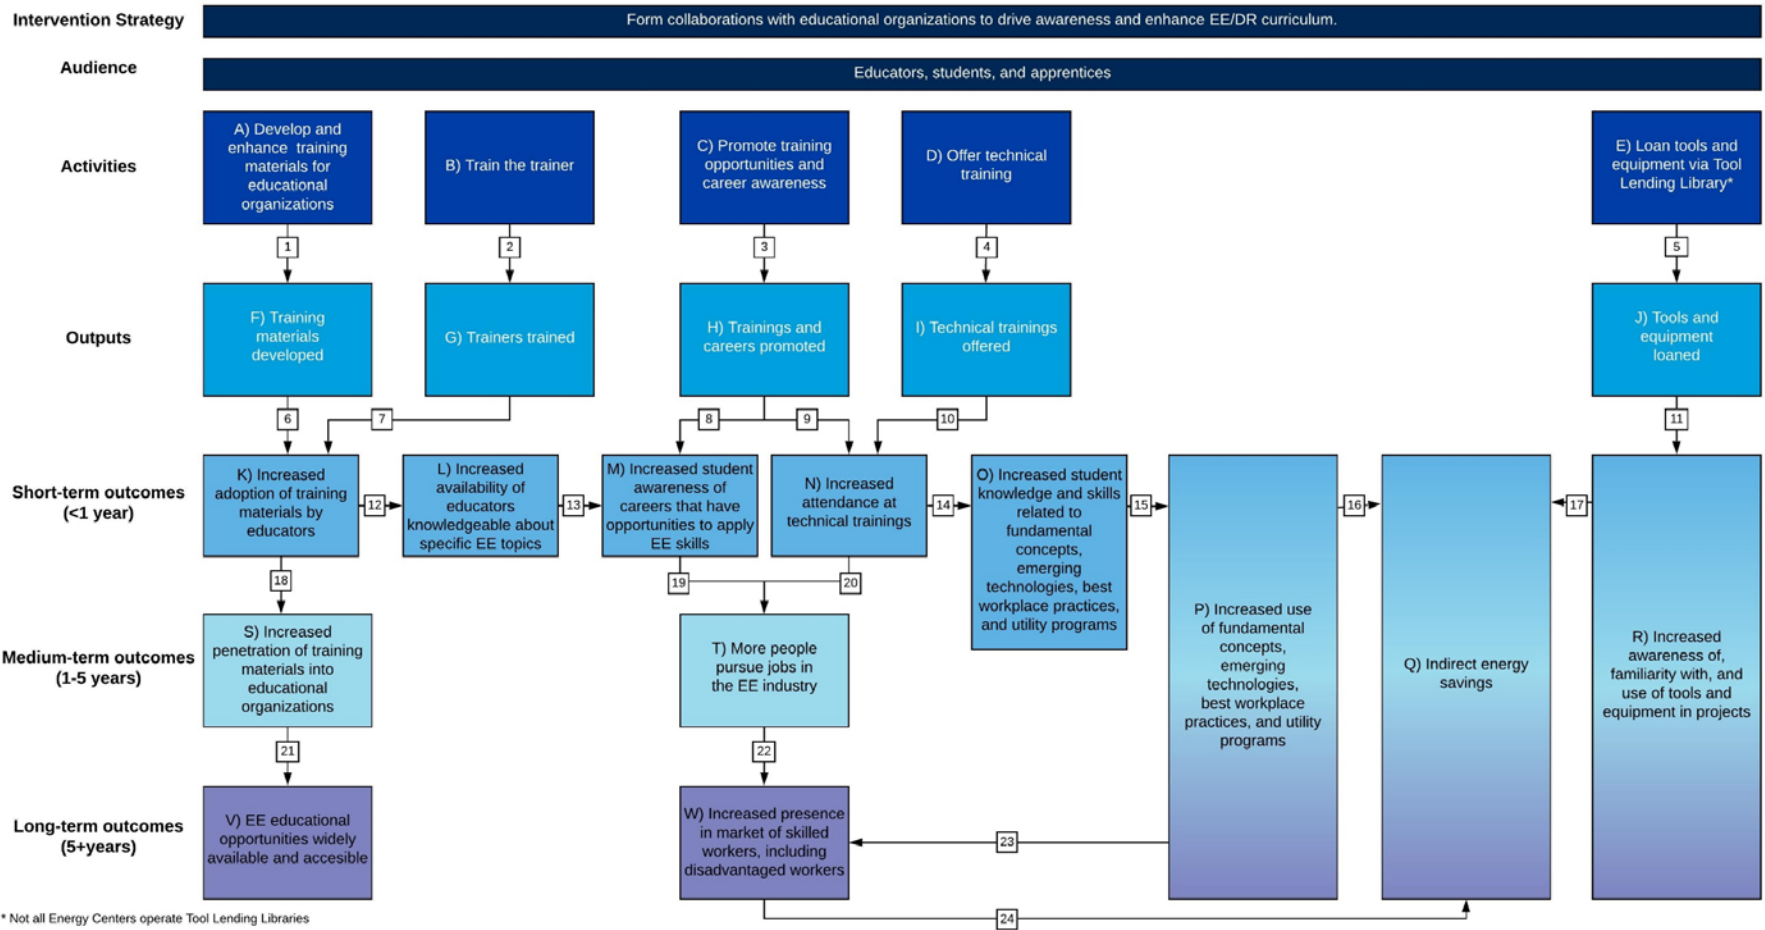 Intervention Strategy
Form collaborations with educational organizations to drive awareness and enhance EE/DR curriculum.
Audience
Educators, students, and apprentices
Activities
A) Develop and
enhance training
materials for
educational
organizations
B) Train the trainer
C) Promote training
opportunities and
career awareness
D) Offer technical
training
E) Loan tools and
equipment via Tool
Lending Library*
1
2
3
4
5
Outputs
F) Training
materials
developed
G) Trainers trained
H) Trainings and
careers promoted
I) Technical trainings
offered
J) Tools and
equipment
loaned
6
7
8
9
10
11
Short-term outcomes
(<1 year)
K) Increased
adoption of training
materials by
educators
12
L) Increased
availability of
educators
knowledgeable about
specific EE topics
13
M) Increased student
awareness of
careers that have
opportunities to apply
EE skills
N) Increased
attendance at
technical trainings
14
O) Increased student
knowledge and skills
related to
fundamental
concepts,
emerging
technologies, best
workplace practices,
and utility programs
15
P) Increased use
of fundamental
concepts,
emerging
technologies,
best workplace
practices, and utility
programs
16
Q) Indirect energy
savings
17
R) Increased
awareness of,
familiarity with, and
use of tools and
equipment in projects
18
19
20
Medium-term outcomes
(1-5 years)
S) Increased
penetration of training
materials into
educational
organizations
T) More people
pursue jobs in
the EE industry
21
22
Long-term outcomes
(5+years)
V) EE educational
opportunities widely
available and accesible
W) Increased presence
in market of skilled
workers, including
disadvantaged workers
23
24
* Not all Energy Centers operate Tool Lending Libraries